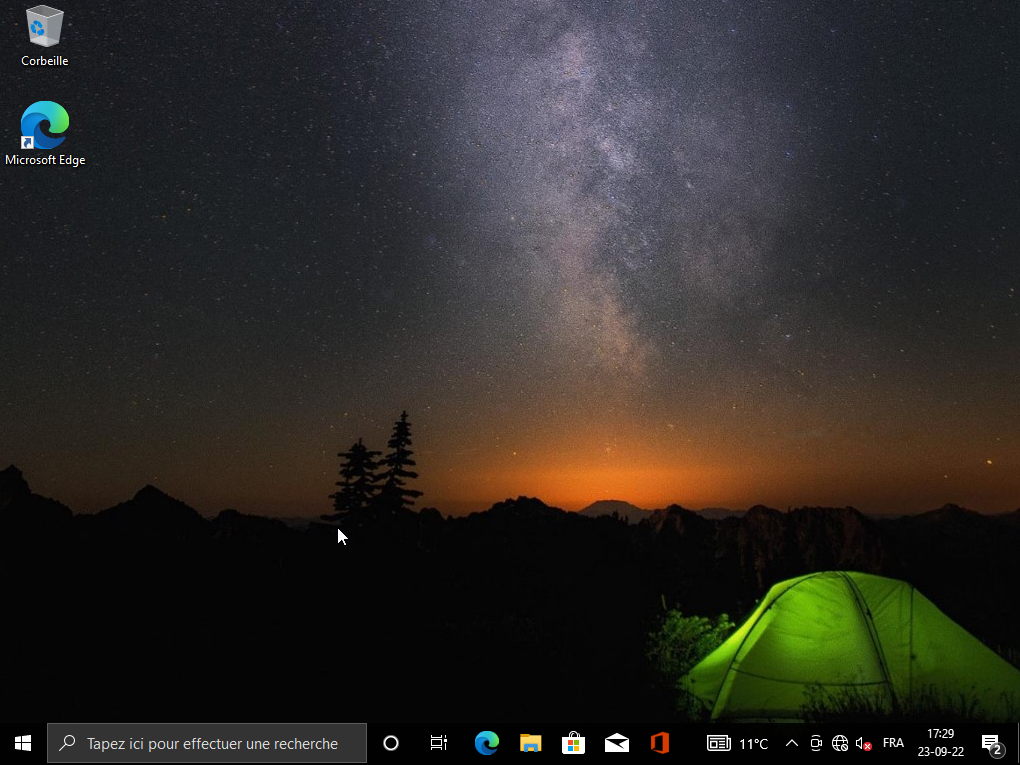 Corbeille
Microsoft Edge
Tapez ici pour effectuer une recherche
11°C
FRA
17:29
23-09-22
2